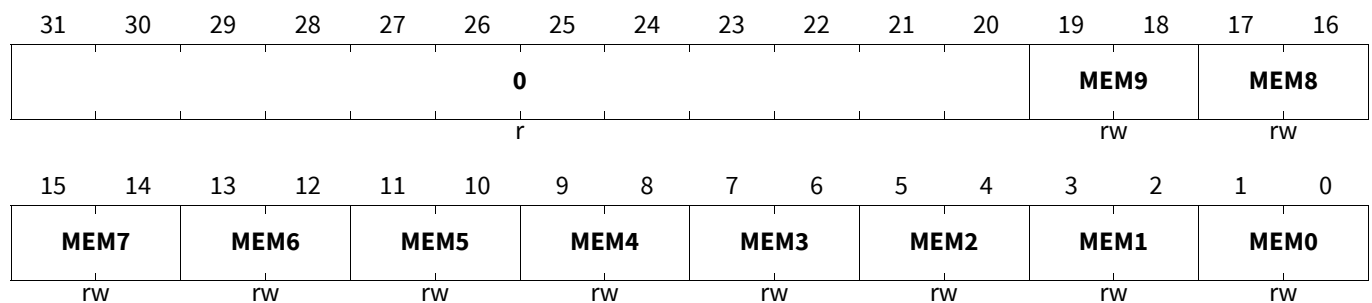 31 30 29 28 27 26 25 24 23 22 21 20 19 18 17 16
0 MEM9 MEM8
r rw rw
15 14 13 12 11 10 9 8 7 6 5 4 3 2 1 0
MEM7 MEM6 MEM5 MEM4 MEM3 MEM2 MEM1 MEM0
rw rw rw rw rw rw rw rw